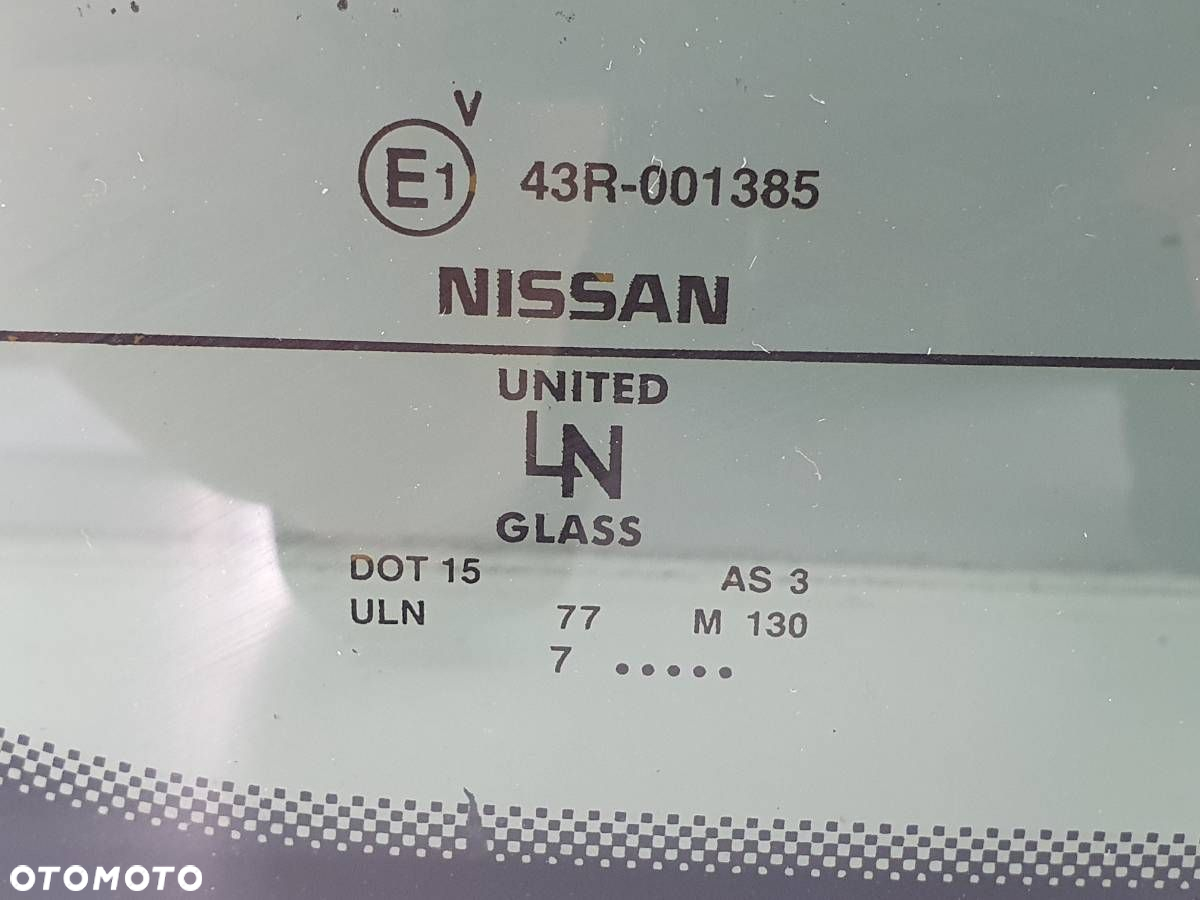 V
E1 43R-001385
NISSAN
UNITED
LN
GLASS
DOT 15 AS 3
ULN 77 M 130
7 •••••
OTOMOTO